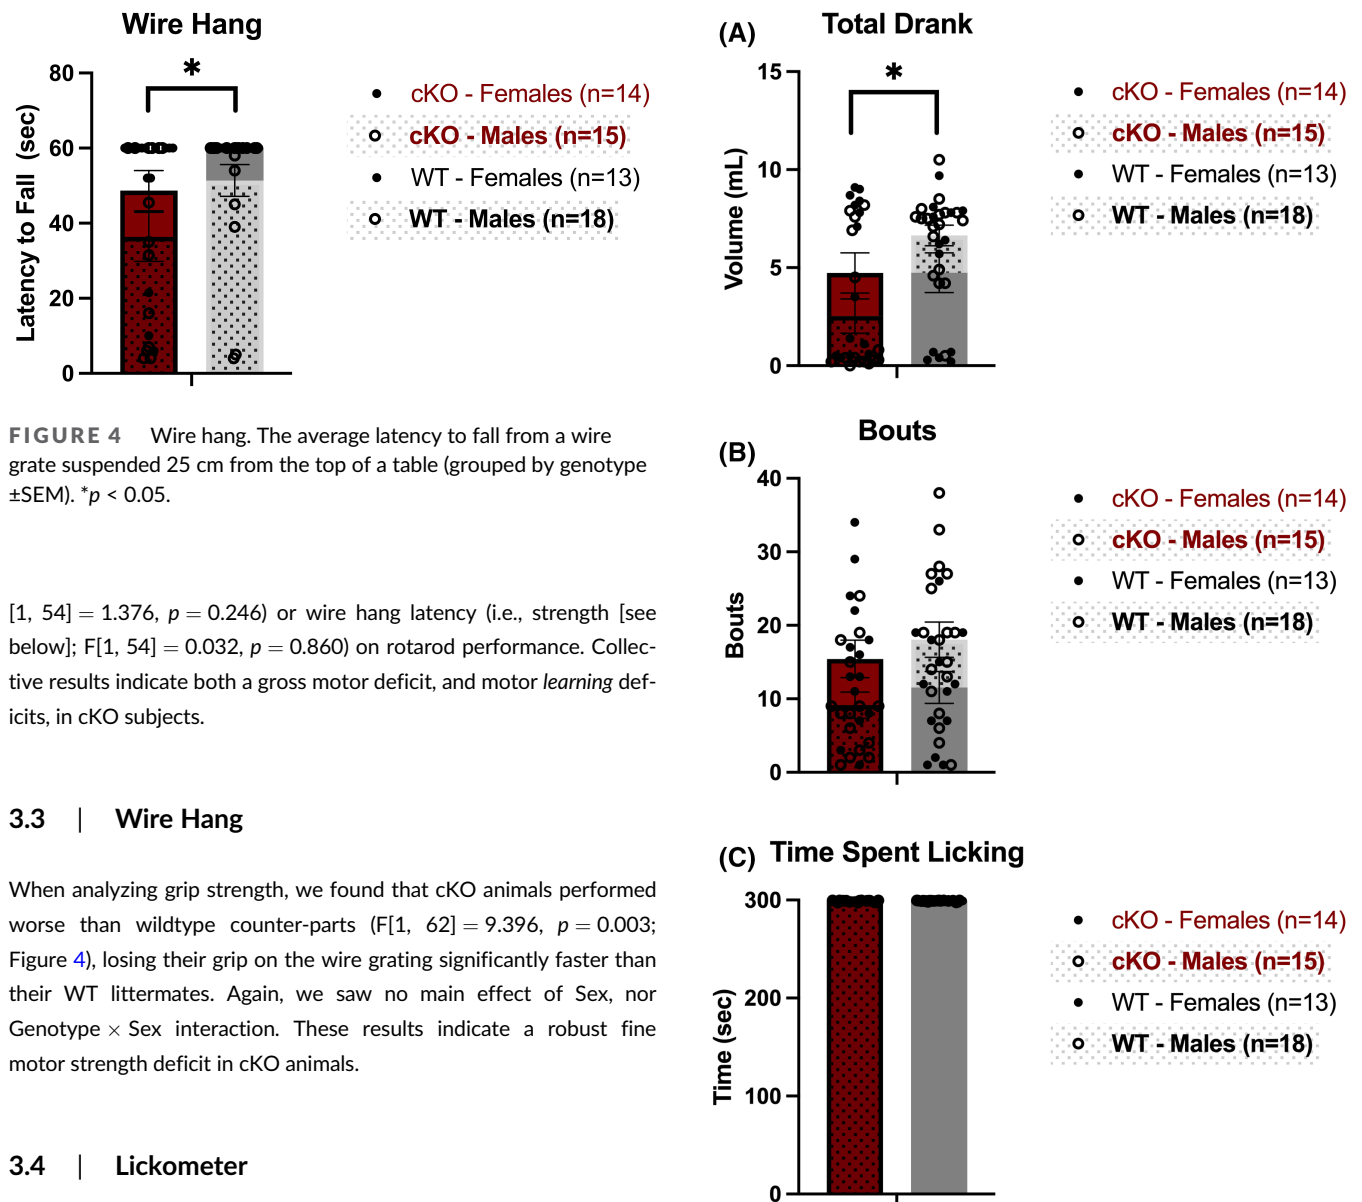 Wire Hang
*
80
60
40
20
0
Latency to Fall (sec)
cKO - Females (n=14)
cKO - Males (n=15)
WT - Females (n=13)
WT - Males (n=18)
FIGURE 4 Wire hang. The average latency to fall from a wire
grate suspended 25 cm from the top of a table (grouped by genotype
±SEM). *p < 0.05.
[1, 54] = 1.376, p = 0.246) or wire hang latency (i.e., strength [see
below]; F[1, 54] = 0.032, p = 0.860) on rotarod performance. Collec-
tive results indicate both a gross motor deficit, and motor learning def-
icits, in cKO subjects.
3.3 | Wire Hang
When analyzing grip strength, we found that cKO animals performed
worse than wildtype counter-parts (F[1, 62] = 9.396, p = 0.003;
Figure 4), losing their grip on the wire grating significantly faster than
their WT littermates. Again, we saw no main effect of Sex, nor
Genotype × Sex interaction. These results indicate a robust fine
motor strength deficit in cKO animals.
3.4 | Lickometer
(A) Total Drank
*
15
10
5
0
Volume (mL)
cKO - Females (n=14)
cKO - Males (n=15)
WT - Females (n=13)
WT - Males (n=18)
(B) Bouts
40
30
20
10
0
Bouts
cKO - Females (n=14)
cKO - Males (n=15)
WT - Females (n=13)
WT - Males (n=18)
(C) Time Spent Licking
300
200
100
0
Time (sec)
cKO - Females (n=14)
cKO - Males (n=15)
WT - Females (n=13)
WT - Males (n=18)